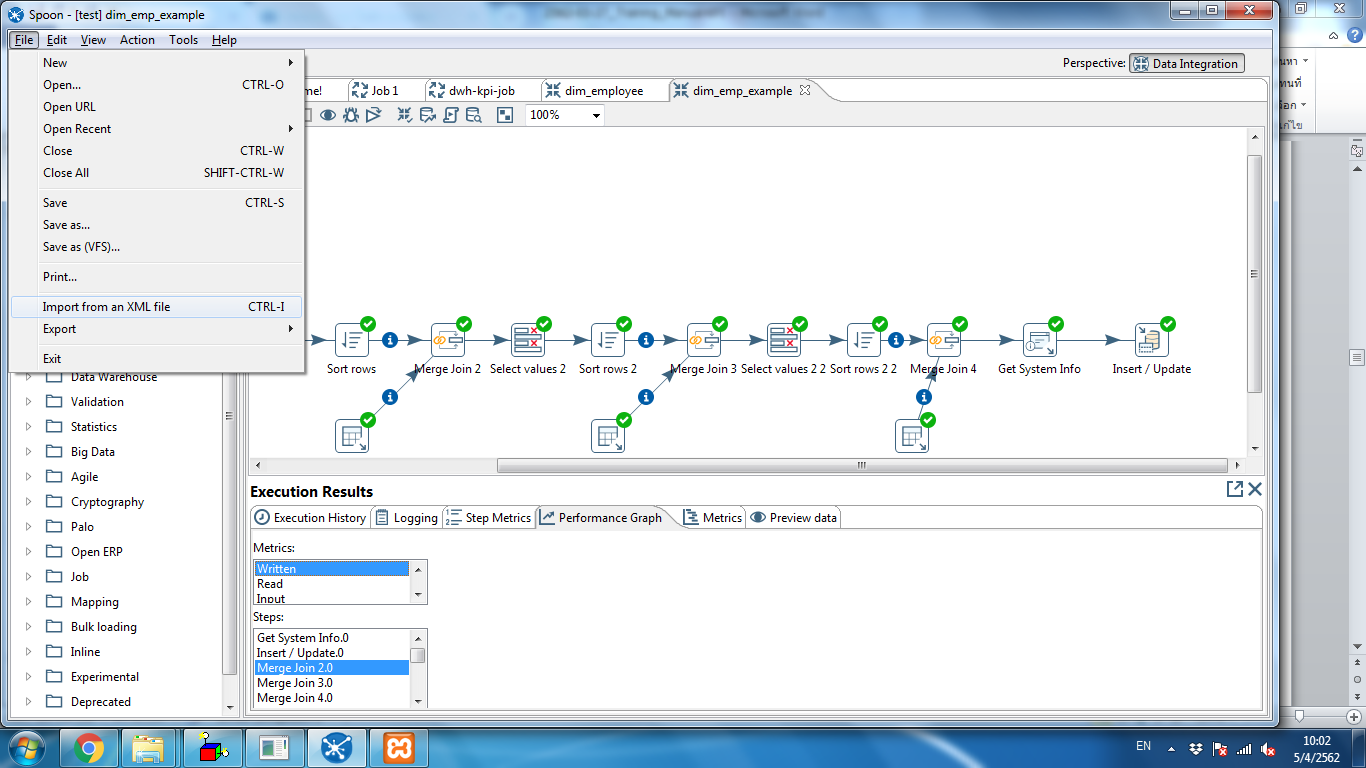 Spoon - [test] dim_emp_example
File Edit View Action Tools Help
New
Open... CTRL-O
Open URL
Open Recent
Close CTRL-W
Close All SHIFT-CTRL-W
Save CTRL-S
Save as...
Save as (VFS)...
Print...
Import from an XML file CTRL-I
Export
Exit
Perspective: Data Integration
me! Job 1 dwh-kpi-job dim_employee dim_emp_example
100%
Sort rows Merge Join 2 Select values 2 Sort rows 2 Merge Join 3 Select values 2 2 Sort rows 2 2 Merge Join 4 Get System Info Insert / Update
Data Warehouse
Validation
Statistics
Big Data
Agile
Cryptography
Palo
Open ERP
Job
Mapping
Bulk loading
Inline
Experimental
Deprecated
Execution Results
Execution History Logging Step Metrics Performance Graph Metrics Preview data
Metrics:
Written
Read
Input
Steps:
Get System Info.0
Insert / Update.0
Merge Join 2.0
Merge Join 3.0
Merge Join 4.0
EN
10:02
5/4/2562